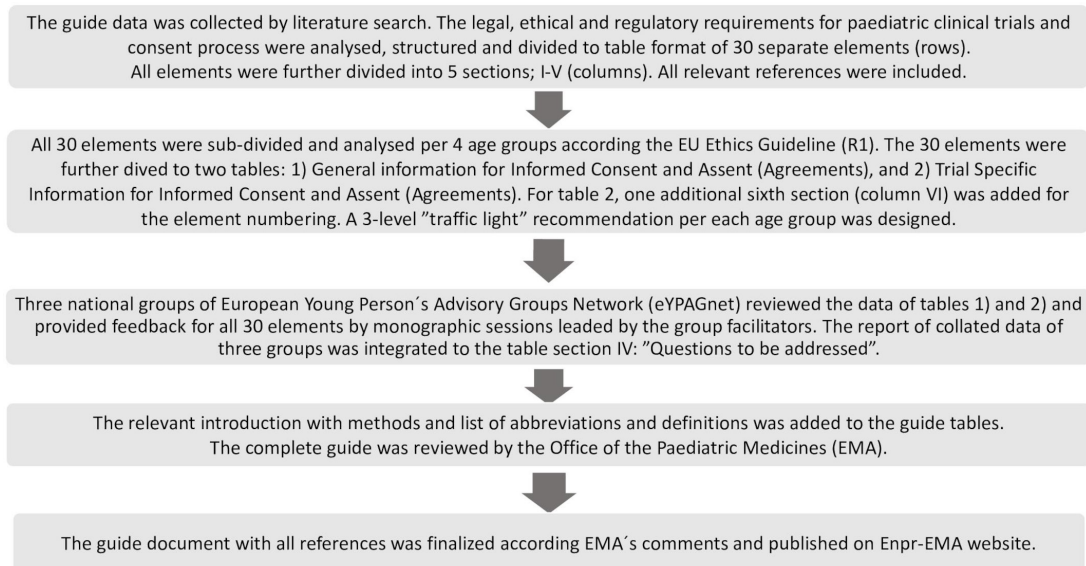 The guide data was collected by literature search. The legal, ethical and regulatory requirements for paediatric clinical trials and
consent process were analysed, structured and divided to table format of 30 separate elements (rows).
All elements were further divided into 5 sections; I-V (columns). All relevant references were included.
All 30 elements were sub-divided and analysed per 4 age groups according the EU Ethics Guideline (R1). The 30 elements were
further dived to two tables: 1) General information for Informed Consent and Assent (Agreements), and 2) Trial Specific
Information for Informed Consent and Assent (Agreements). For table 2, one additional sixth section (column VI) was added for
the element numbering. A 3-level ”traffic light” recommendation per each age group was designed.
Three national groups of European Young Person´s Advisory Groups Network (eYPAGnet) reviewed the data of tables 1) and 2) and
provided feedback for all 30 elements by monographic sessions leaded by the group facilitators. The report of collated data of
three groups was integrated to the table section IV: ”Questions to be addressed”.
The relevant introduction with methods and list of abbreviations and definitions was added to the guide tables.
The complete guide was reviewed by the Office of the Paediatric Medicines (EMA).
The guide document with all references was finalized according EMA´s comments and published on Enpr-EMA website.